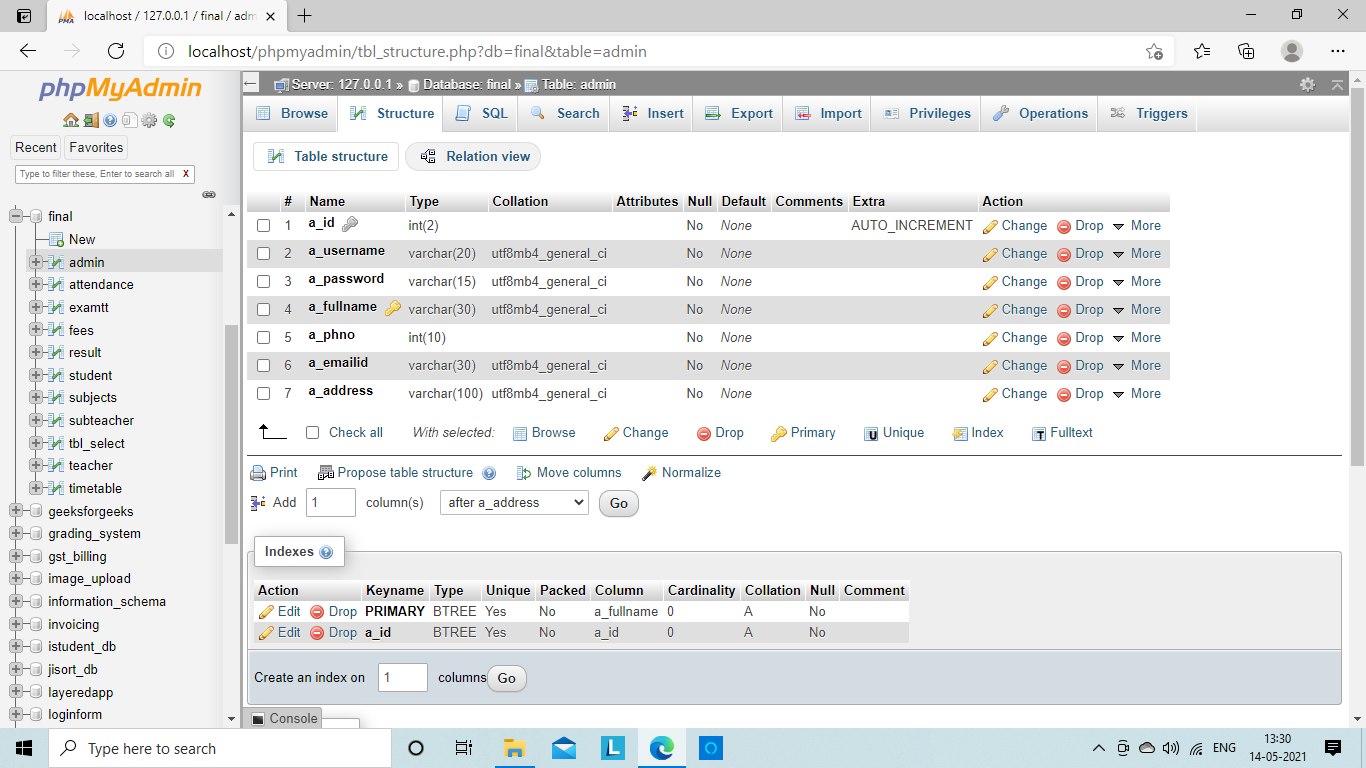 localhost / 127.0.0.1 / final / adm
localhost/phpmyadmin/tbl_structure.php?db=final&table=admin
phpMyAdmin
Recent Favorites
Type to filter these, Enter to search all X
final
New
admin
attendance
examtt
fees
result
student
subjects
subteacher
tbl_select
teacher
timetable
geeksforgeeks
grading_system
gst_billing
image_upload
information_schema
invoicing
istudent_db
jisort_db
layeredapp
loginform
Server: 127.0.0.1 » Database: final » Table: admin
Browse Structure SQL Search Insert Export Import Privileges Operations Triggers
Table structure Relation view
# Name Type Collation Attributes Null Default Comments Extra Action
1 a_id int(2) No None AUTO_INCREMENT Change Drop More
2 a_username varchar(20) utf8mb4_general_ci No None Change Drop More
3 a_password varchar(15) utf8mb4_general_ci No None Change Drop More
4 a_fullname varchar(30) utf8mb4_general_ci No None Change Drop More
5 a_phno int(10) No None Change Drop More
6 a_emailid varchar(30) utf8mb4_general_ci No None Change Drop More
7 a_address varchar(100) utf8mb4_general_ci No None Change Drop More
Check all With selected: Browse Change Drop Primary Unique Index Fulltext
Print Propose table structure Move columns Normalize
Add 1 column(s) after a_address Go
Indexes
Action Keyname Type Unique Packed Column Cardinality Collation Null Comment
Edit Drop PRIMARY BTREE Yes No a_fullname 0 A No
Edit Drop a_id BTREE Yes No a_id 0 A No
Create an index on 1 columns Go
Console
Type here to search
ENG
13:30
14-05-2021